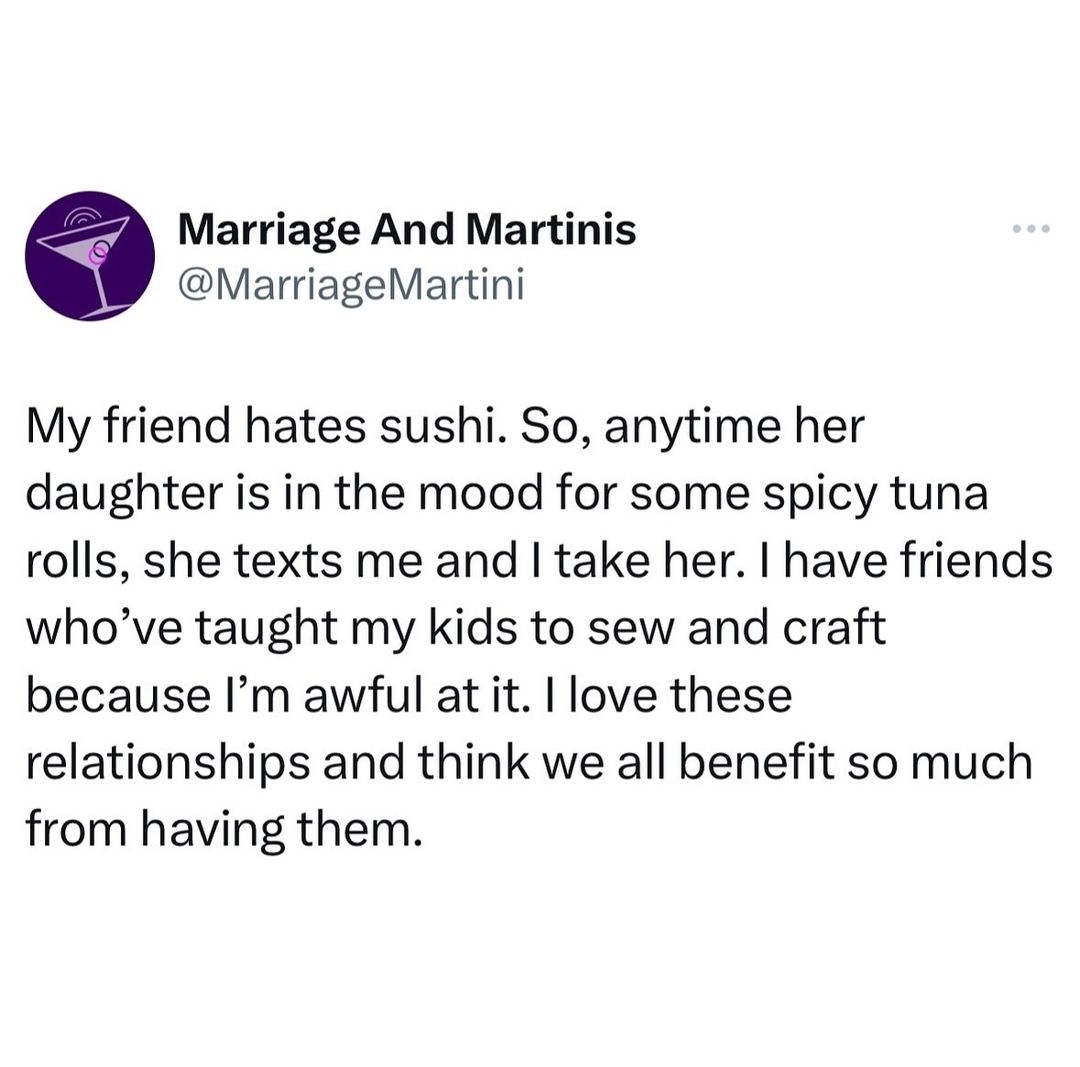 Marriage And Martinis
@MarriageMartini
My friend hates sushi. So, anytime her
daughter is in the mood for some spicy tuna
rolls, she texts me and I take her. I have friends
who’ve taught my kids to sew and craft
because I’m awful at it. I love these
relationships and think we all benefit so much
from having them.